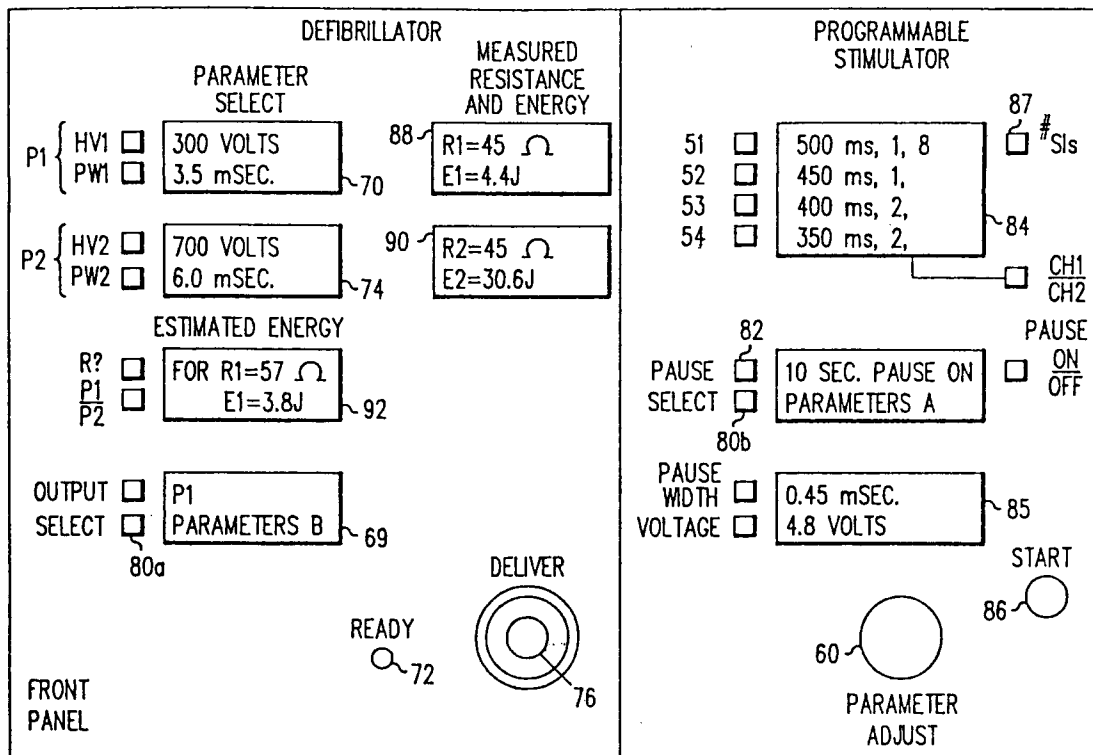 DEFIBRILLATOR
PARAMETER
SELECT
MEASURED
RESISTANCE
AND ENERGY
P1
HV1
PW1
300 VOLTS
3.5 mSEC.
70
88
R1=45 Ω
E1=4.4J
P2
HV2
PW2
700 VOLTS
6.0 mSEC.
74
90
R2=45 Ω
E2=30.6J
ESTIMATED ENERGY
R?
P1
P2
FOR R1=57 Ω
E1=3.8J
92
OUTPUT
SELECT
80a
P1
PARAMETERS B
69
DELIVER
76
READY
72
FRONT
PANEL
PROGRAMMABLE
STIMULATOR
51
52
53
54
500 ms, 1, 8
450 ms, 1,
400 ms, 2,
350 ms, 2,
84
87
#
SIs
CH1
CH2
82
PAUSE
SELECT
80b
10 SEC. PAUSE ON
PARAMETERS A
PAUSE
ON
OFF
PAUSE
WIDTH
VOLTAGE
0.45 mSEC.
4.8 VOLTS
85
START
86
60
PARAMETER
ADJUST